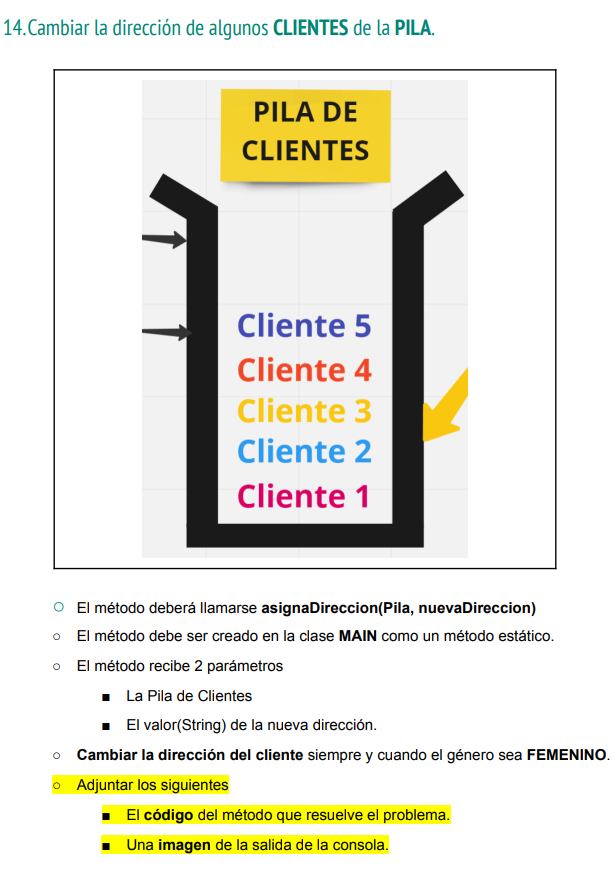 14.Cambiar la dirección de algunos CLIENTES de la PILA.
PILA DE
CLIENTES
Cliente 5
Cliente 4
Cliente 3
Cliente 2
Cliente 1
El método deberá llamarse asignaDireccion(Pila, nuevaDireccion)
El método debe ser creado en la clase MAIN como un método estático.
El método recibe 2 parámetros
La Pila de Clientes
El valor(String) de la nueva dirección.
Cambiar la dirección del cliente siempre y cuando el género sea FEMENINO.
Adjuntar los siguientes
El código del método que resuelve el problema.
Una imagen de la salida de la consola.